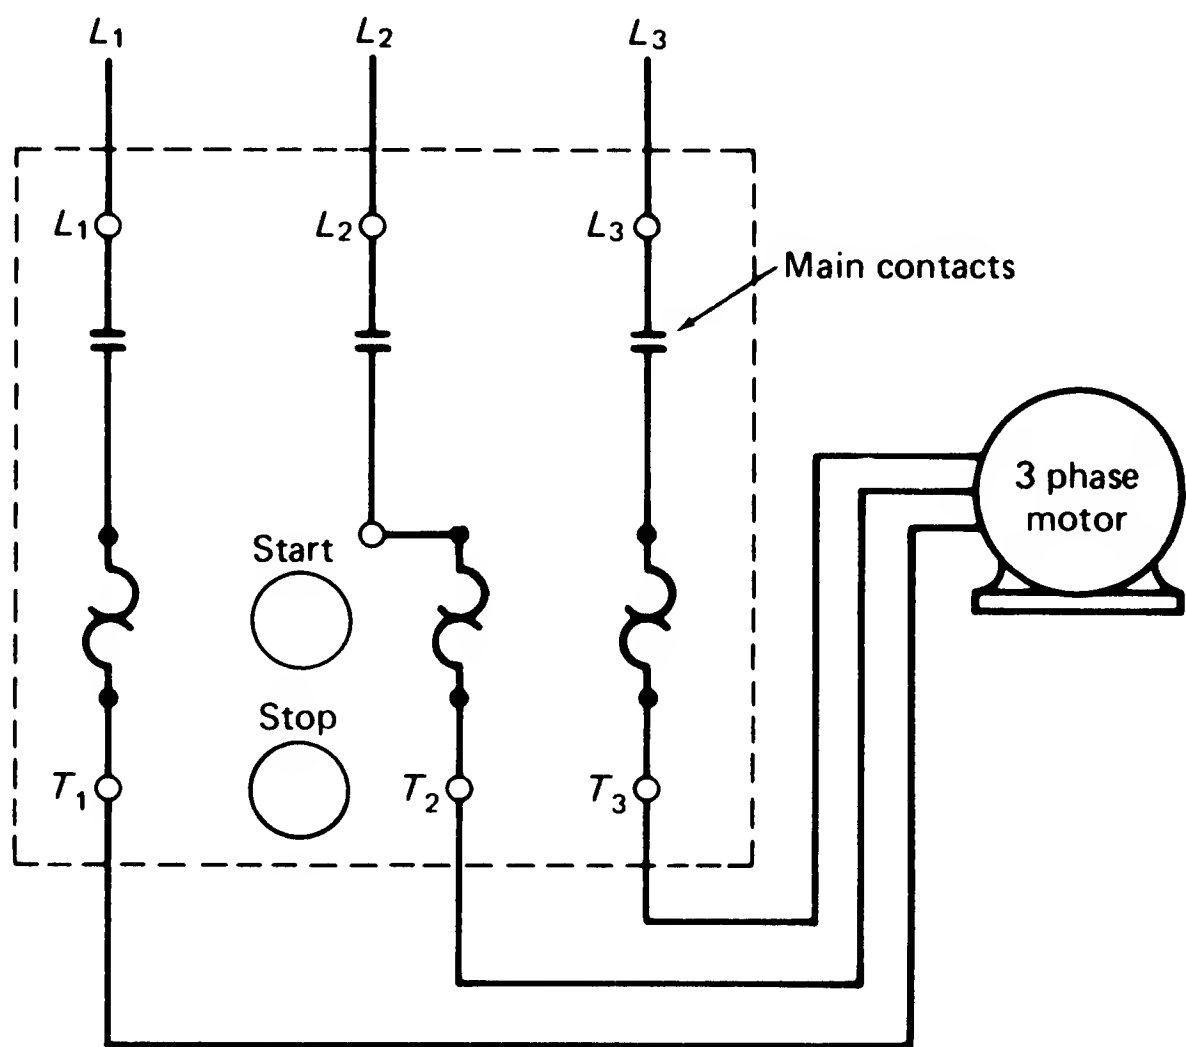 L1
L2
L3
L1
L2
L3
Main contacts
3 phase
motor
Start
Stop
T1
T2
T3